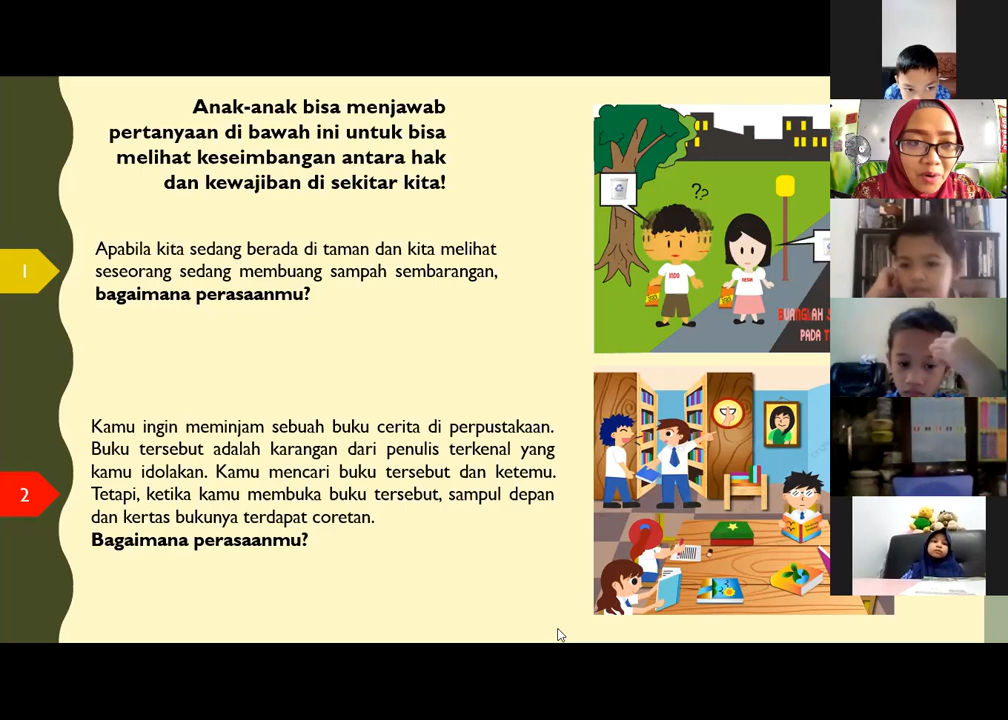 Anak-anak bisa menjawab
pertanyaan di bawah ini untuk bisa
melihat keseimbangan antara hak
dan kewajiban di sekitar kita!
1
Apabila kita sedang berada di taman dan kita melihat
seseorang sedang membuang sampah sembarangan,
bagaimana perasaanmu?
2
Kamu ingin meminjam sebuah buku cerita di perpustakaan.
Buku tersebut adalah karangan dari penulis terkenal yang
kamu idolakan. Kamu mencari buku tersebut dan ketemu.
Tetapi, ketika kamu membuka buku tersebut, sampul depan
dan kertas bukunya terdapat coretan.
Bagaimana perasaanmu?
??
INDO
BUANGLAH S
PADA T